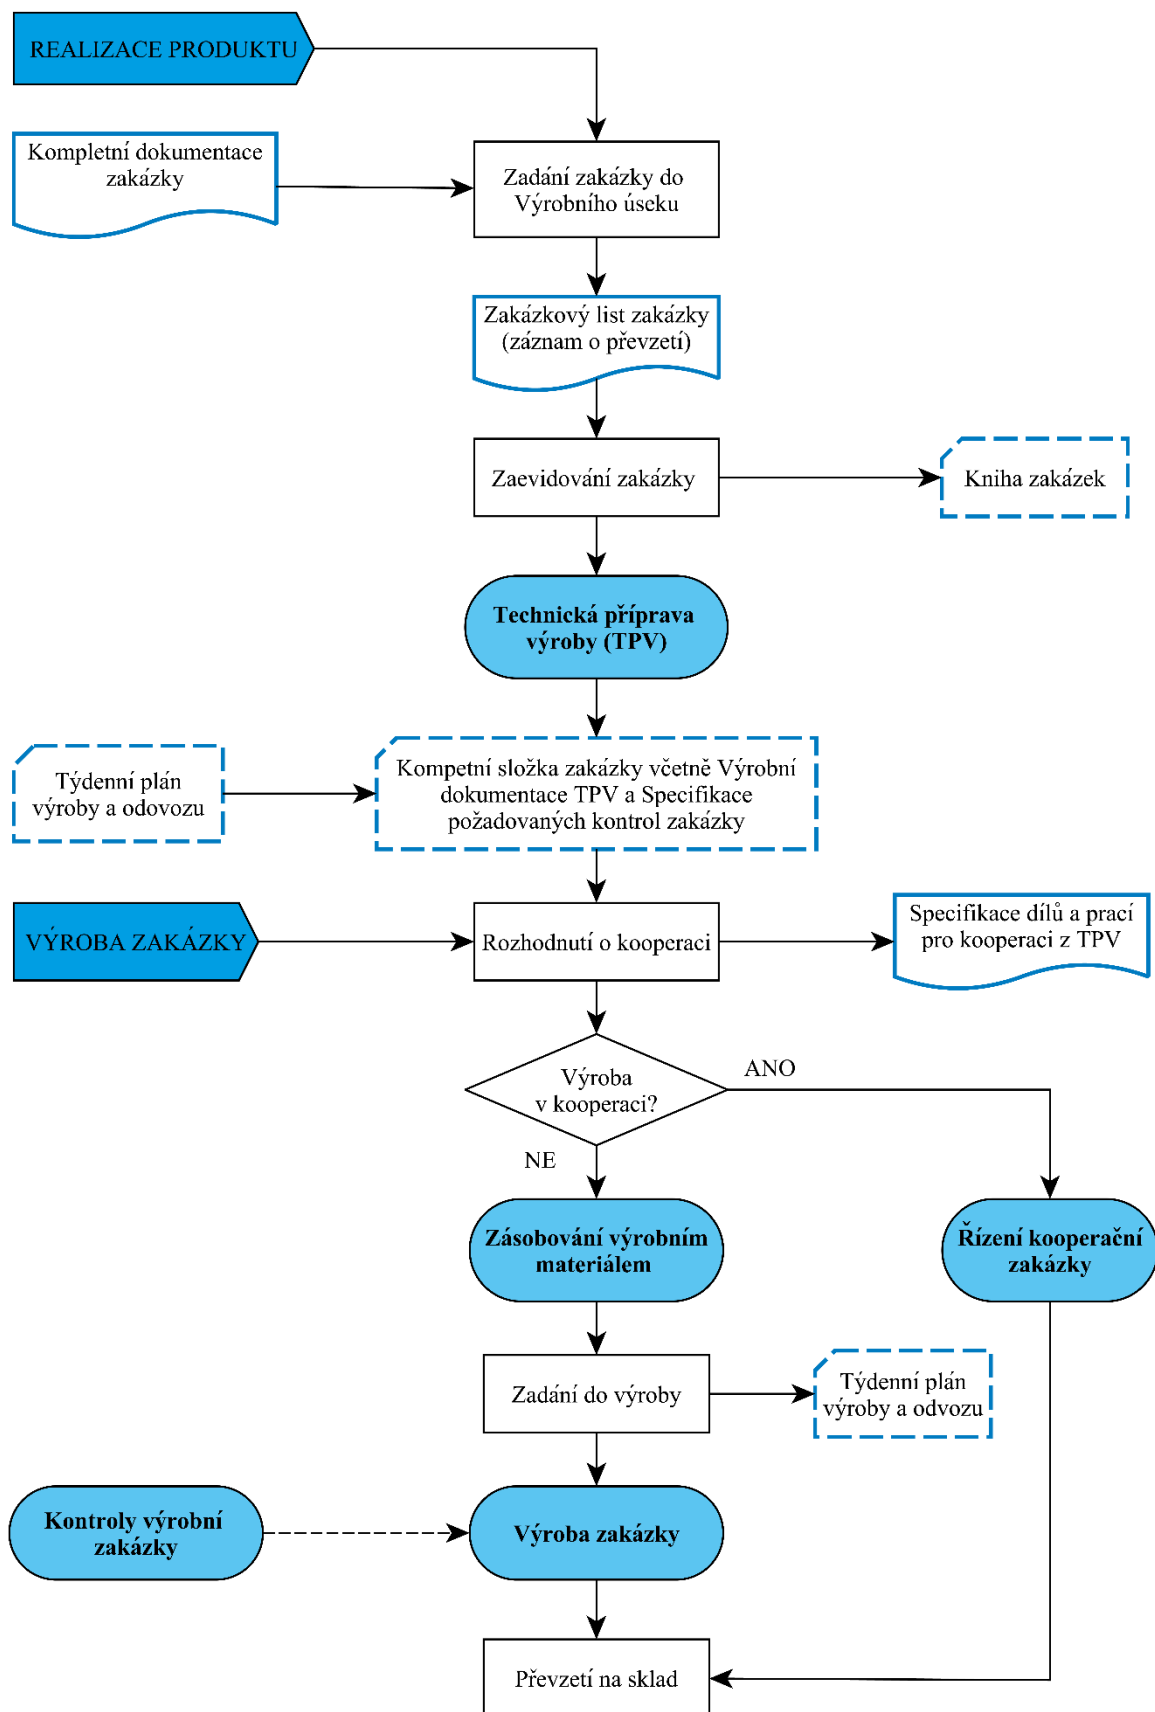 REALIZACE PRODUKTU
Kompletní dokumentace
zakázky
Zadání zakázky do
Výrobního úseku
Zakázkový list zakázky
(záznam o převzetí)
Zaevidování zakázky
Kniha zakázek
Technická příprava
výroby (TPV)
Týdenní plán
výroby a odovozu
Kompetní složka zakázky včetně Výrobní
dokumentace TPV a Specifikace
požadovaných kontrol zakázky
VÝROBA ZAKÁZKY
Rozhodnutí o kooperaci
Specifikace dílů a prací
pro kooperaci z TPV
Výroba
v kooperaci?
ANO
NE
Zásobování výrobním
materiálem
Řízení kooperační
zakázky
Zadání do výroby
Týdenní plán
výroby a odvozu
Kontroly výrobní
zakázky
Výroba zakázky
Převzetí na sklad